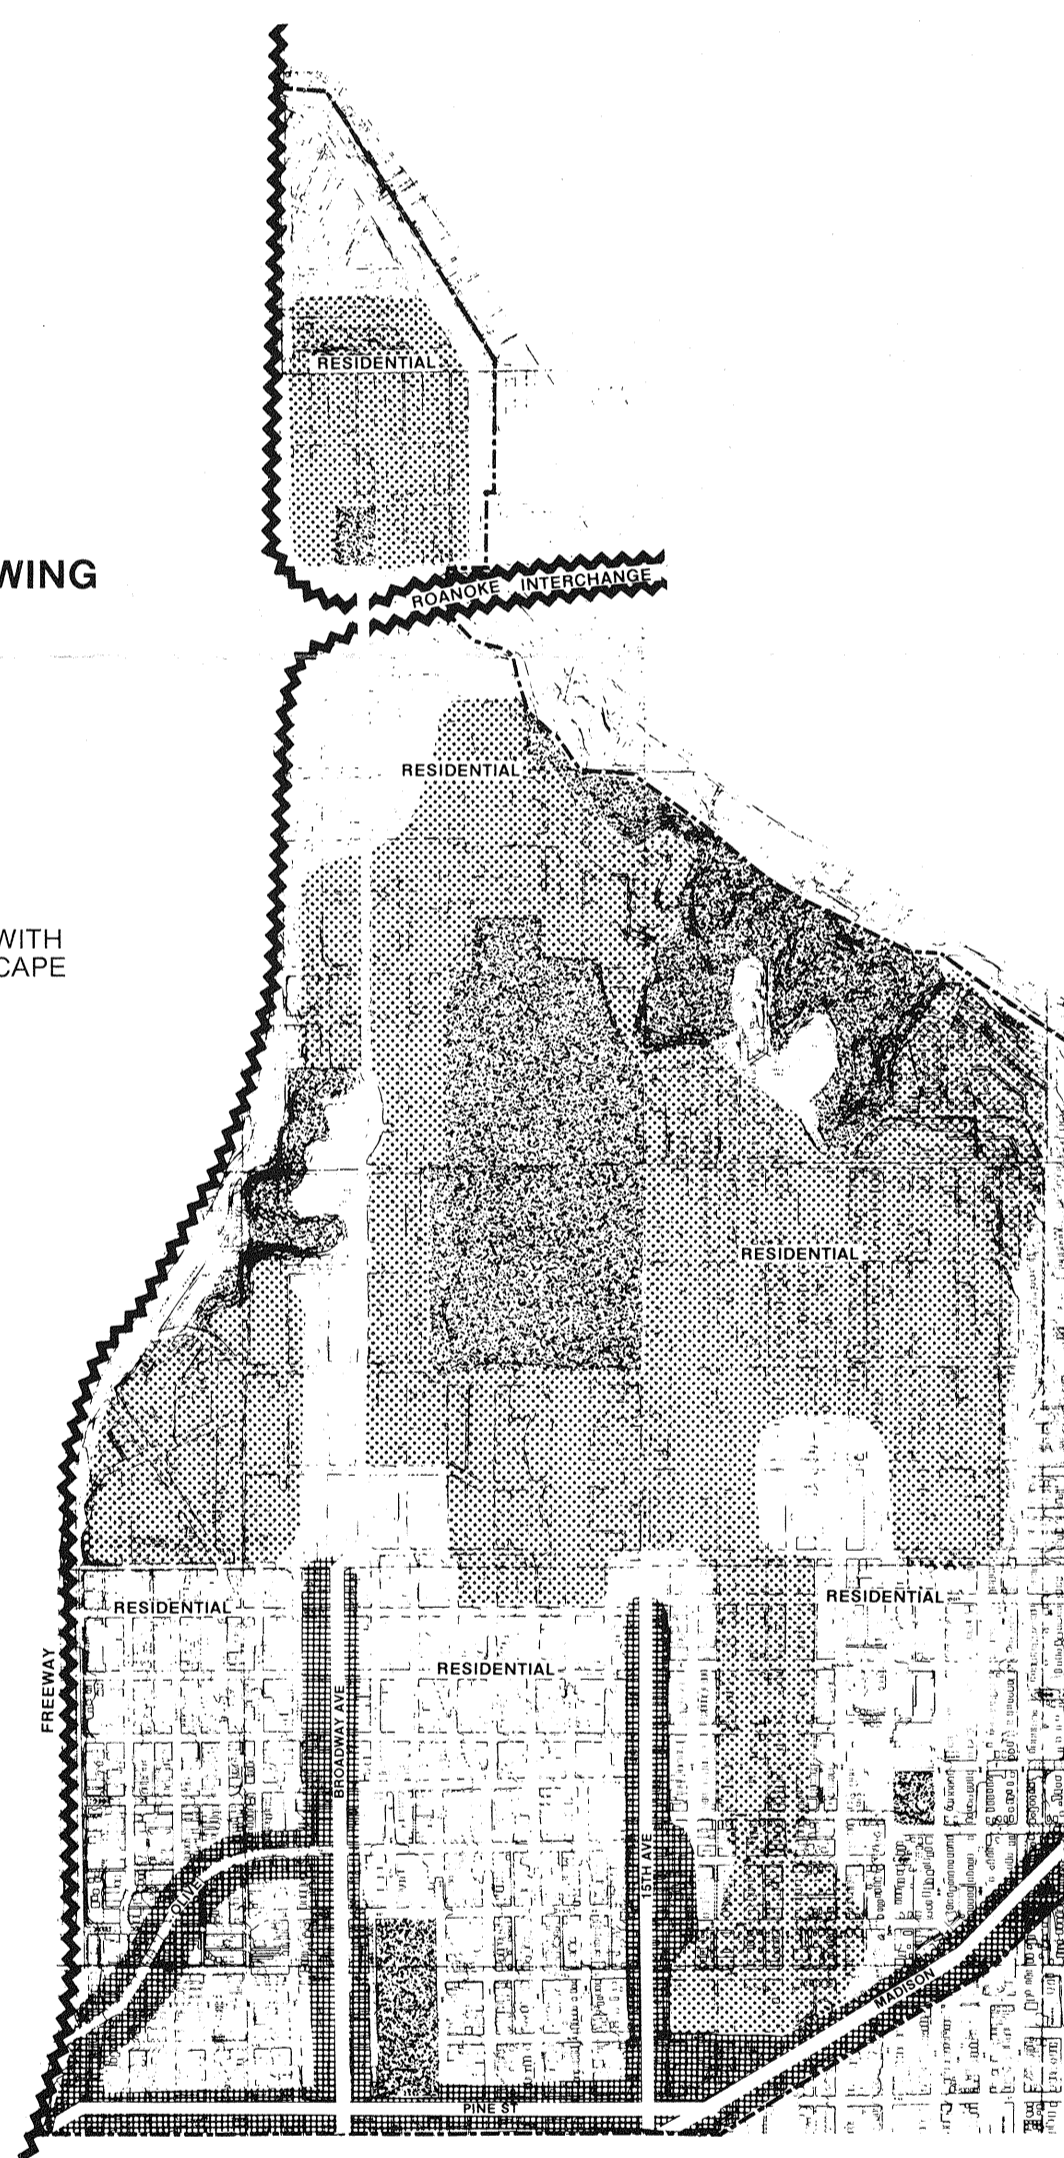 RESIDENTIAL
WING
ROANOKE INTERCHANGE
RESIDENTIAL
WITH
CAPE
RESIDENTIAL
RESIDENTIAL
RESIDENTIAL
RESIDENTIAL
FREEWAY
BROADWAY AVE
15TH AVE
OLIVE
MADISON
PINE ST